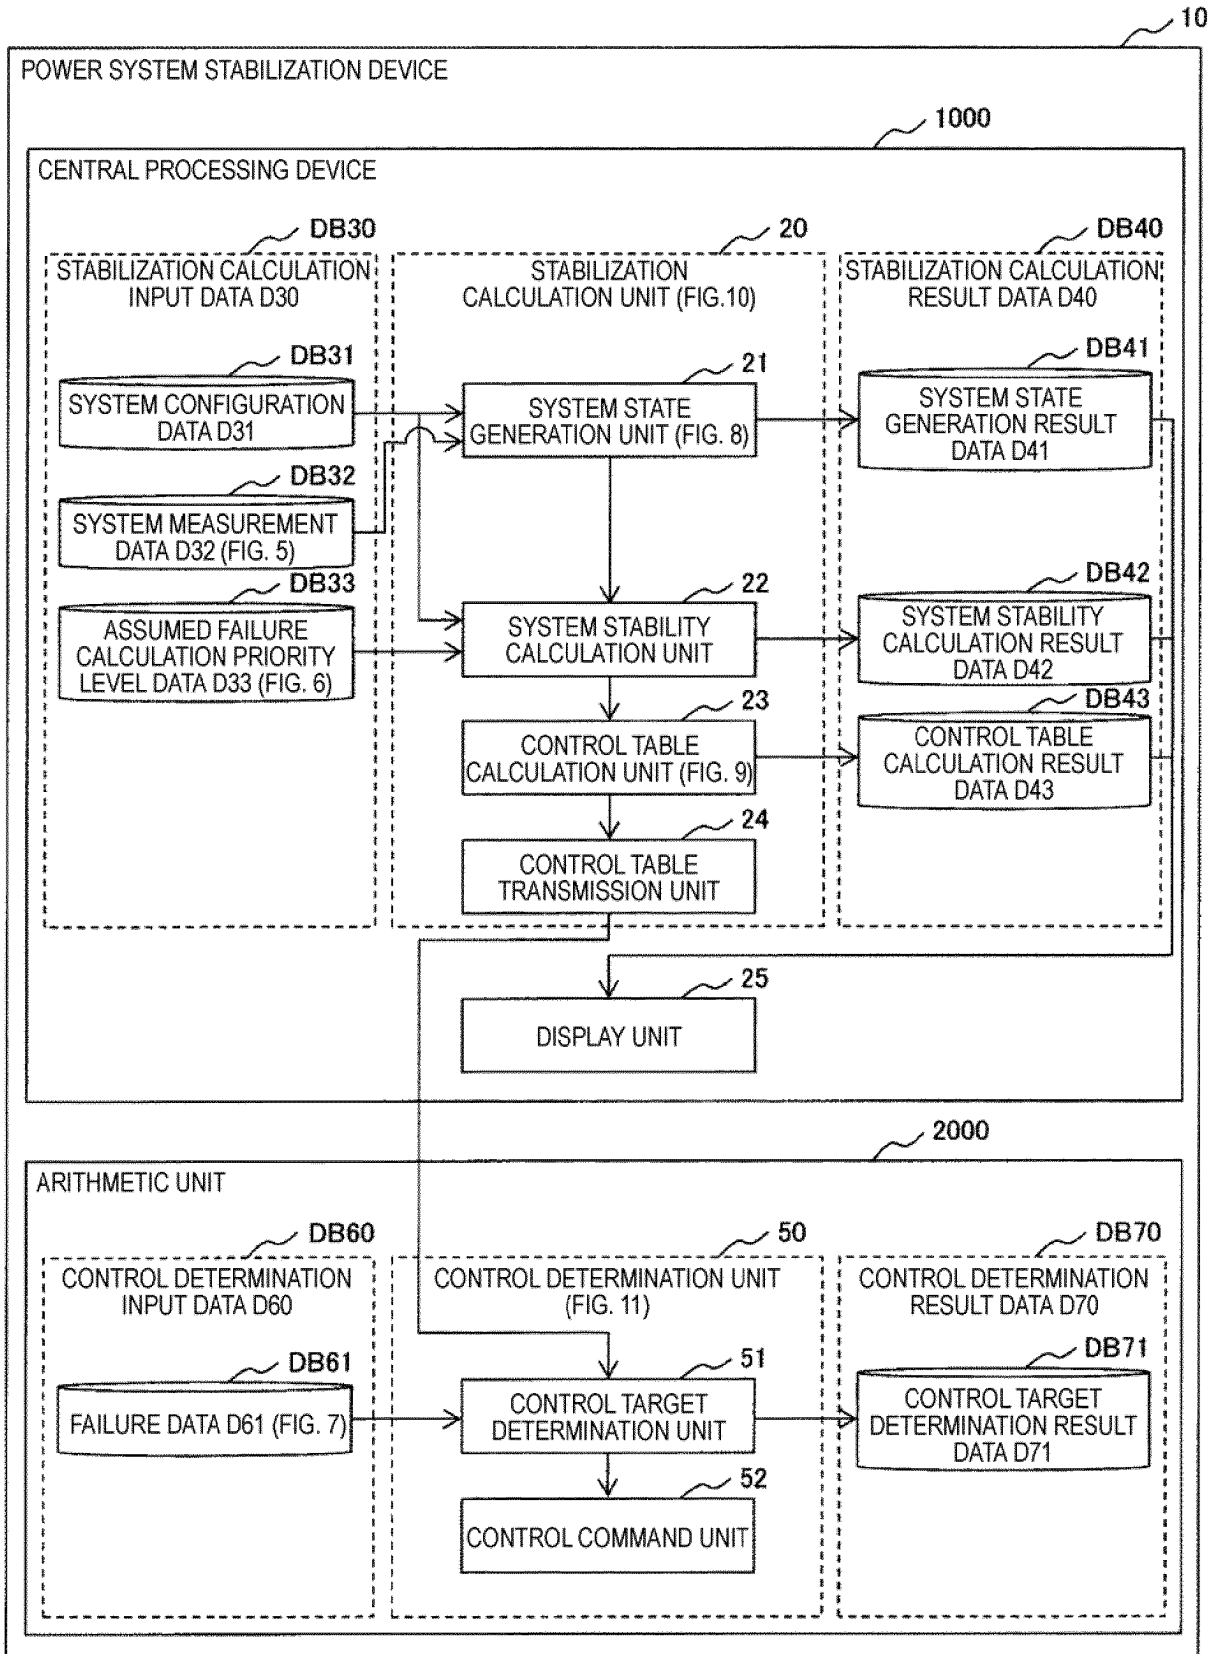 10
POWER SYSTEM STABILIZATION DEVICE
1000
CENTRAL PROCESSING DEVICE
DB30
STABILIZATION CALCULATION
INPUT DATA D30
20
STABILIZATION
CALCULATION UNIT (FIG.10)
DB40
STABILIZATION CALCULATION
RESULT DATA D40
DB31
SYSTEM CONFIGURATION
DATA D31
21
SYSTEM STATE
GENERATION UNIT (FIG. 8)
DB41
SYSTEM STATE
GENERATION RESULT
DATA D41
DB32
SYSTEM MEASUREMENT
DATA D32 (FIG. 5)
DB33
ASSUMED FAILURE
CALCULATION PRIORITY
LEVEL DATA D33 (FIG. 6)
22
SYSTEM STABILITY
CALCULATION UNIT
DB42
SYSTEM STABILITY
CALCULATION RESULT
DATA D42
23
CONTROL TABLE
CALCULATION UNIT (FIG. 9)
DB43
CONTROL TABLE
CALCULATION RESULT
DATA D43
24
CONTROL TABLE
TRANSMISSION UNIT
25
DISPLAY UNIT
2000
ARITHMETIC UNIT
DB60
CONTROL DETERMINATION
INPUT DATA D60
50
CONTROL DETERMINATION UNIT
(FIG. 11)
DB70
CONTROL DETERMINATION
RESULT DATA D70
DB61
FAILURE DATA D61 (FIG. 7)
51
CONTROL TARGET
DETERMINATION UNIT
DB71
CONTROL TARGET
DETERMINATION RESULT
DATA D71
52
CONTROL COMMAND UNIT